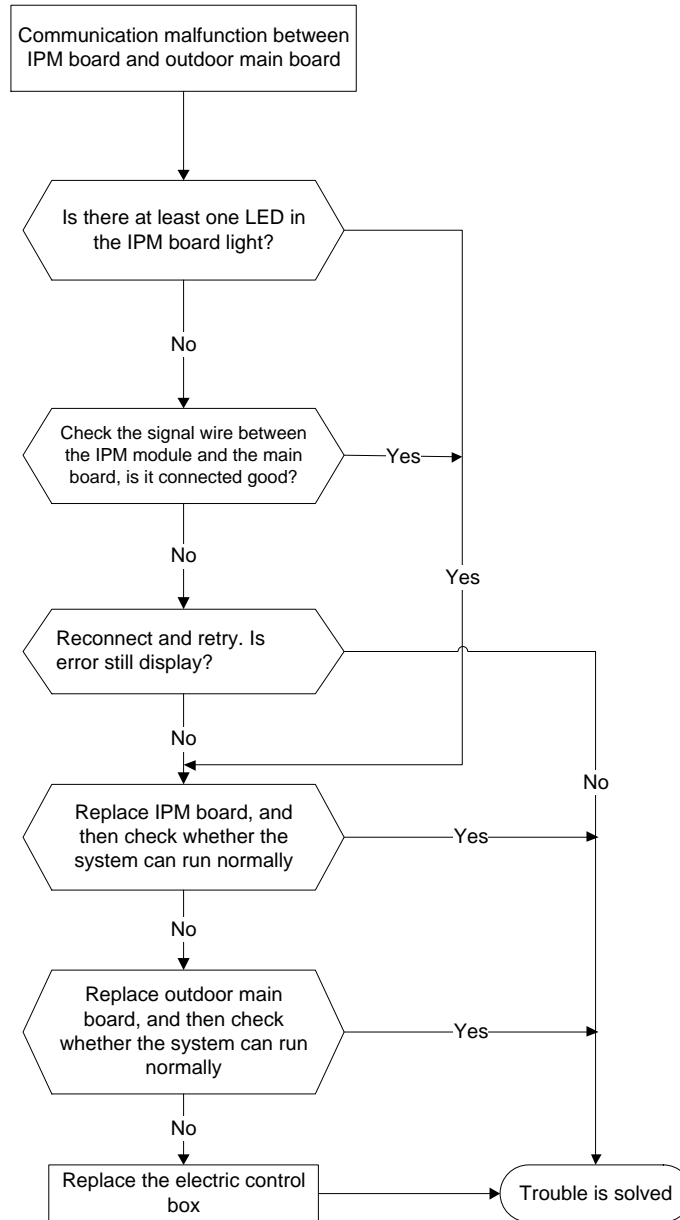 Communication malfunction between
IPM board and outdoor main board
Is there at least one LED in
the IPM board light?
No
Check the signal wire between
the IPM module and the main
board, is it connected good?
Yes
No
Yes
Reconnect and retry. Is
error still display?
No
No
Replace IPM board, and
then check whether the
system can run normally
Yes
No
Replace outdoor main
board, and then check
whether the system can run
normally
Yes
No
Replace the electric control
box
Trouble is solved